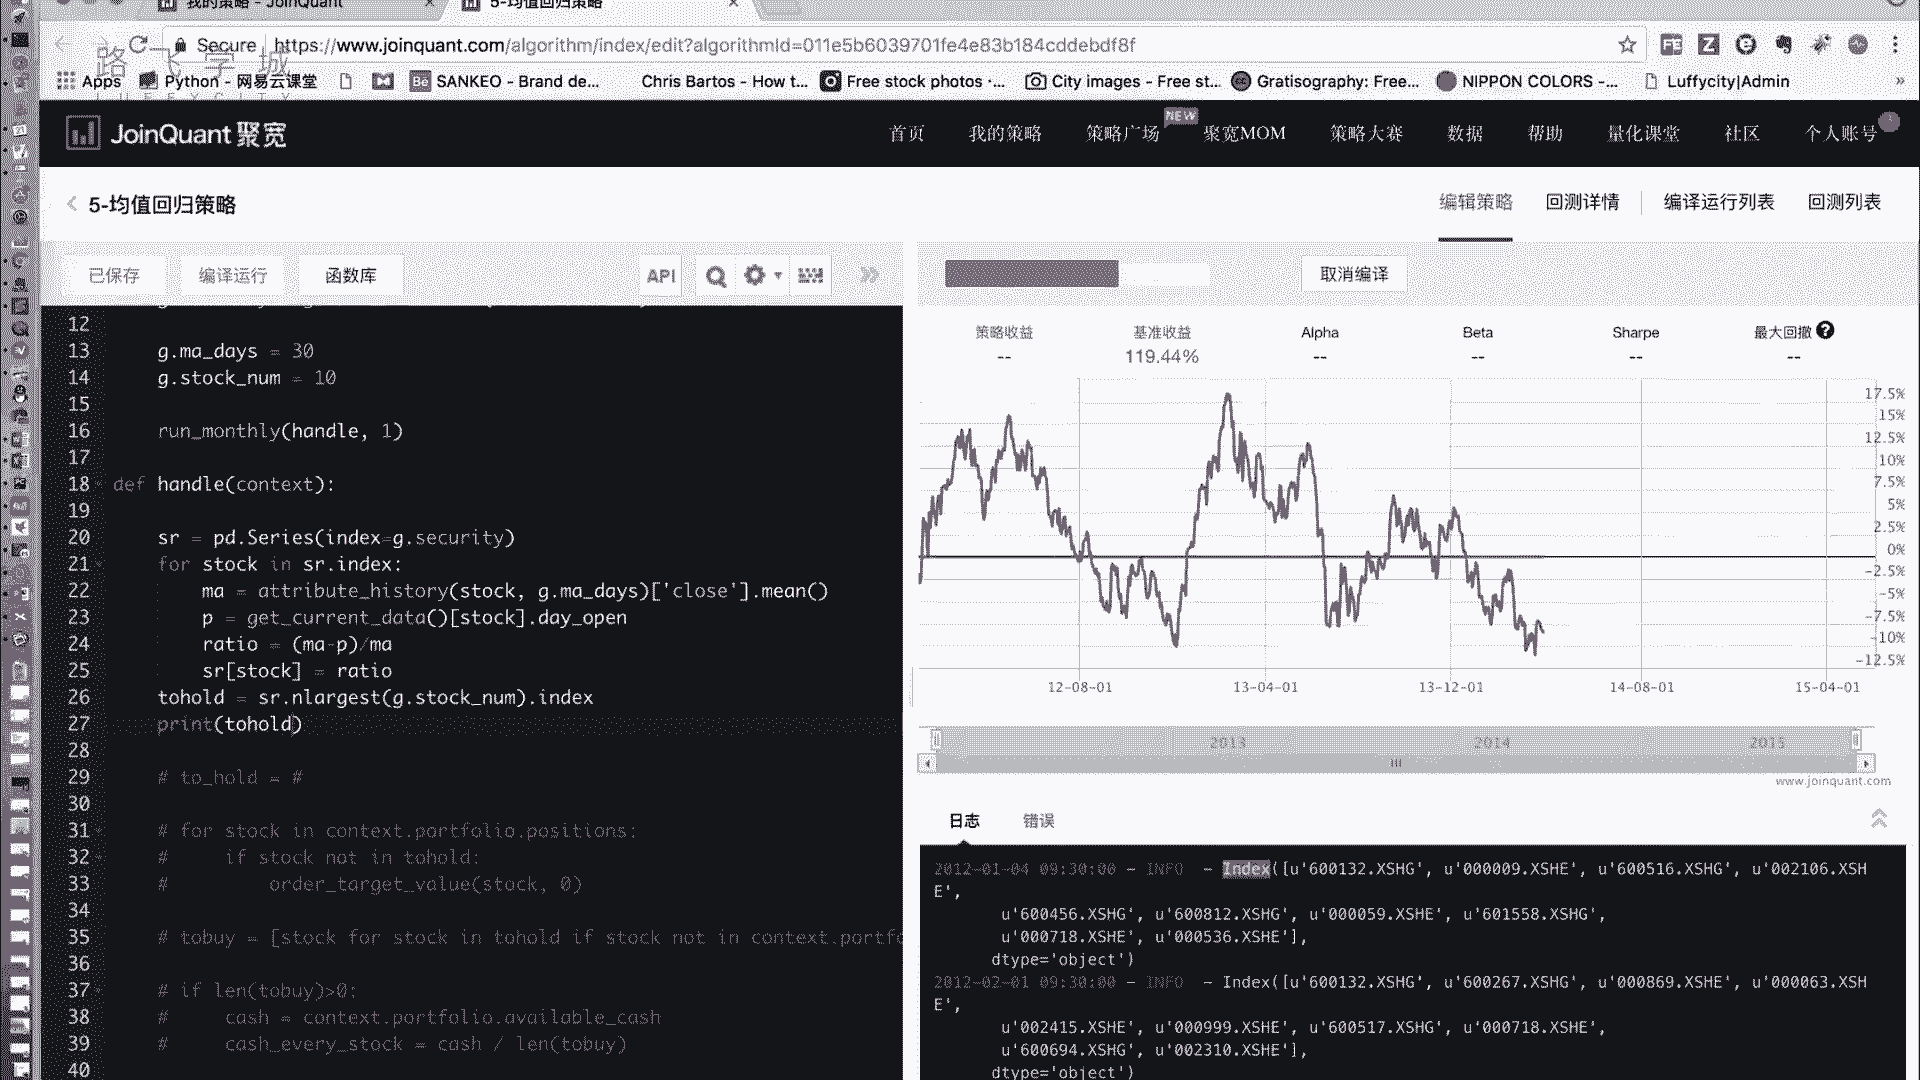 我的策略 - JoinQuant
5-均值回归策略
Secure
https://www.joinquant.com/algorithm/index/edit?algorithmId=011e5b6039701fe4e83b184cddebdf8f
路飞学城
LUFFYCITY
Apps
Python - 网易云课堂
SANKEO - Brand de...
Chris Bartos - How t...
Free stock photos ·...
City images - Free st...
Gratisography: Free...
NIPPON COLORS -...
Luffycity|Admin
»
JoinQuant 聚宽
首页
我的策略
策略广场
NEW
聚宽MOM
策略大赛
数据
帮助
量化课堂
社区
个人账号
5-均值回归策略
编辑策略
回测详情
编译运行列表
回测列表
已保存
编译运行
函数库
API
取消编译
12
13 g.ma_days = 30
14 g.stock_num = 10
15
16 run_monthly(handle, 1)
17
18 def handle(context):
19
20 sr = pd.Series(index=g.security)
21 for stock in sr.index:
22 ma = attribute_history(stock, g.ma_days)['close'].mean()
23 p = get_current_data()[stock].day_open
24 ratio = (ma-p)/ma
25 sr[stock] = ratio
26 tohold = sr.nlargest(g.stock_num).index
27 print(tohold)
28
29 # to_hold = #
30
31 # for stock in context.portfolio.positions:
32 # if stock not in tohold:
33 # order_target_value(stock, 0)
34
35 # tobuy = [stock for stock in tohold if stock not in context.portfo
36
37 # if len(tobuy)>0:
38 # cash = context.portfolio.available_cash
39 # cash_every_stock = cash / len(tobuy)
40
策略收益
--
基准收益
119.44%
Alpha
--
Beta
--
Sharpe
--
最大回撤
--
17.5%
15%
12.5%
10%
7.5%
5%
2.5%
0%
-2.5%
-5%
-7.5%
-10%
-12.5%
12-08-01
13-04-01
13-12-01
14-08-01
15-04-01
2013
2014
2015
www.joinquant.com
日志
错误
2012-01-04 09:30:00 - INFO - Index([u'600132.XSHG', u'000009.XSHE', u'600516.XSHG', u'002106.XSH
E',
u'600456.XSHG', u'600812.XSHG', u'000059.XSHE', u'601558.XSHG',
u'000718.XSHE', u'000536.XSHE'],
dtype='object')
2012-02-01 09:30:00 - INFO - Index([u'600132.XSHG', u'600267.XSHG', u'000869.XSHE', u'000063.XSH
E',
u'002415.XSHE', u'000999.XSHE', u'600517.XSHG', u'000718.XSHE',
u'600694.XSHG', u'002310.XSHE'],
dtype='object')